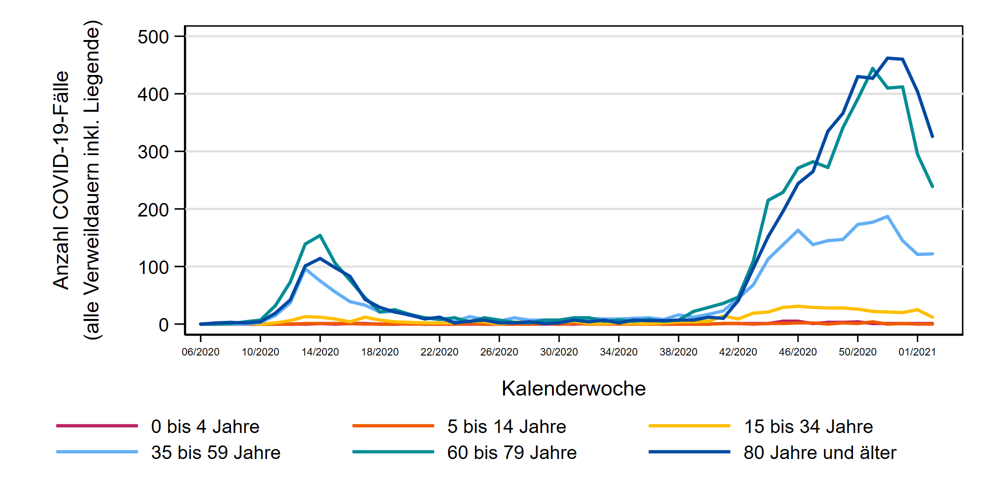 Anzahl COVID-19-Fälle
(alle Verweildauern inkl. Liegende)
500
400
300
200
100
0
06/2020 10/2020 14/2020 18/2020 22/2020 26/2020 30/2020 34/2020 38/2020 42/2020 46/2020 50/2020 01/2021
Kalenderwoche
0 bis 4 Jahre 5 bis 14 Jahre 15 bis 34 Jahre
35 bis 59 Jahre 60 bis 79 Jahre 80 Jahre und älter